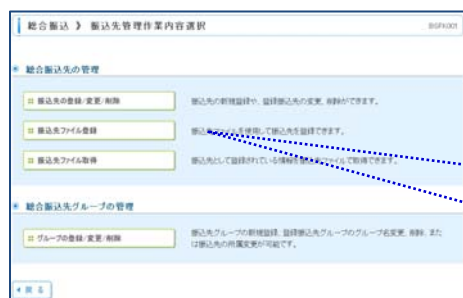 総合振込 》 振込先管理作業内容選択
BSFK001
総合振込先の管理
振込先の登録/変更/削除
振込先の新規登録や、登録振込先の変更、削除ができます。
振込先ファイル登録
振込先ファイルを使用して振込先を登録できます。
振込先ファイル取得
振込先として登録されている情報を振込先ファイルで取得できます。
総合振込先グループの管理
グループの登録/変更/削除
振込先グループの新規登録、登録振込先グループのグループ名変更、削除、また
は振込先の所属変更が可能です。
戻る